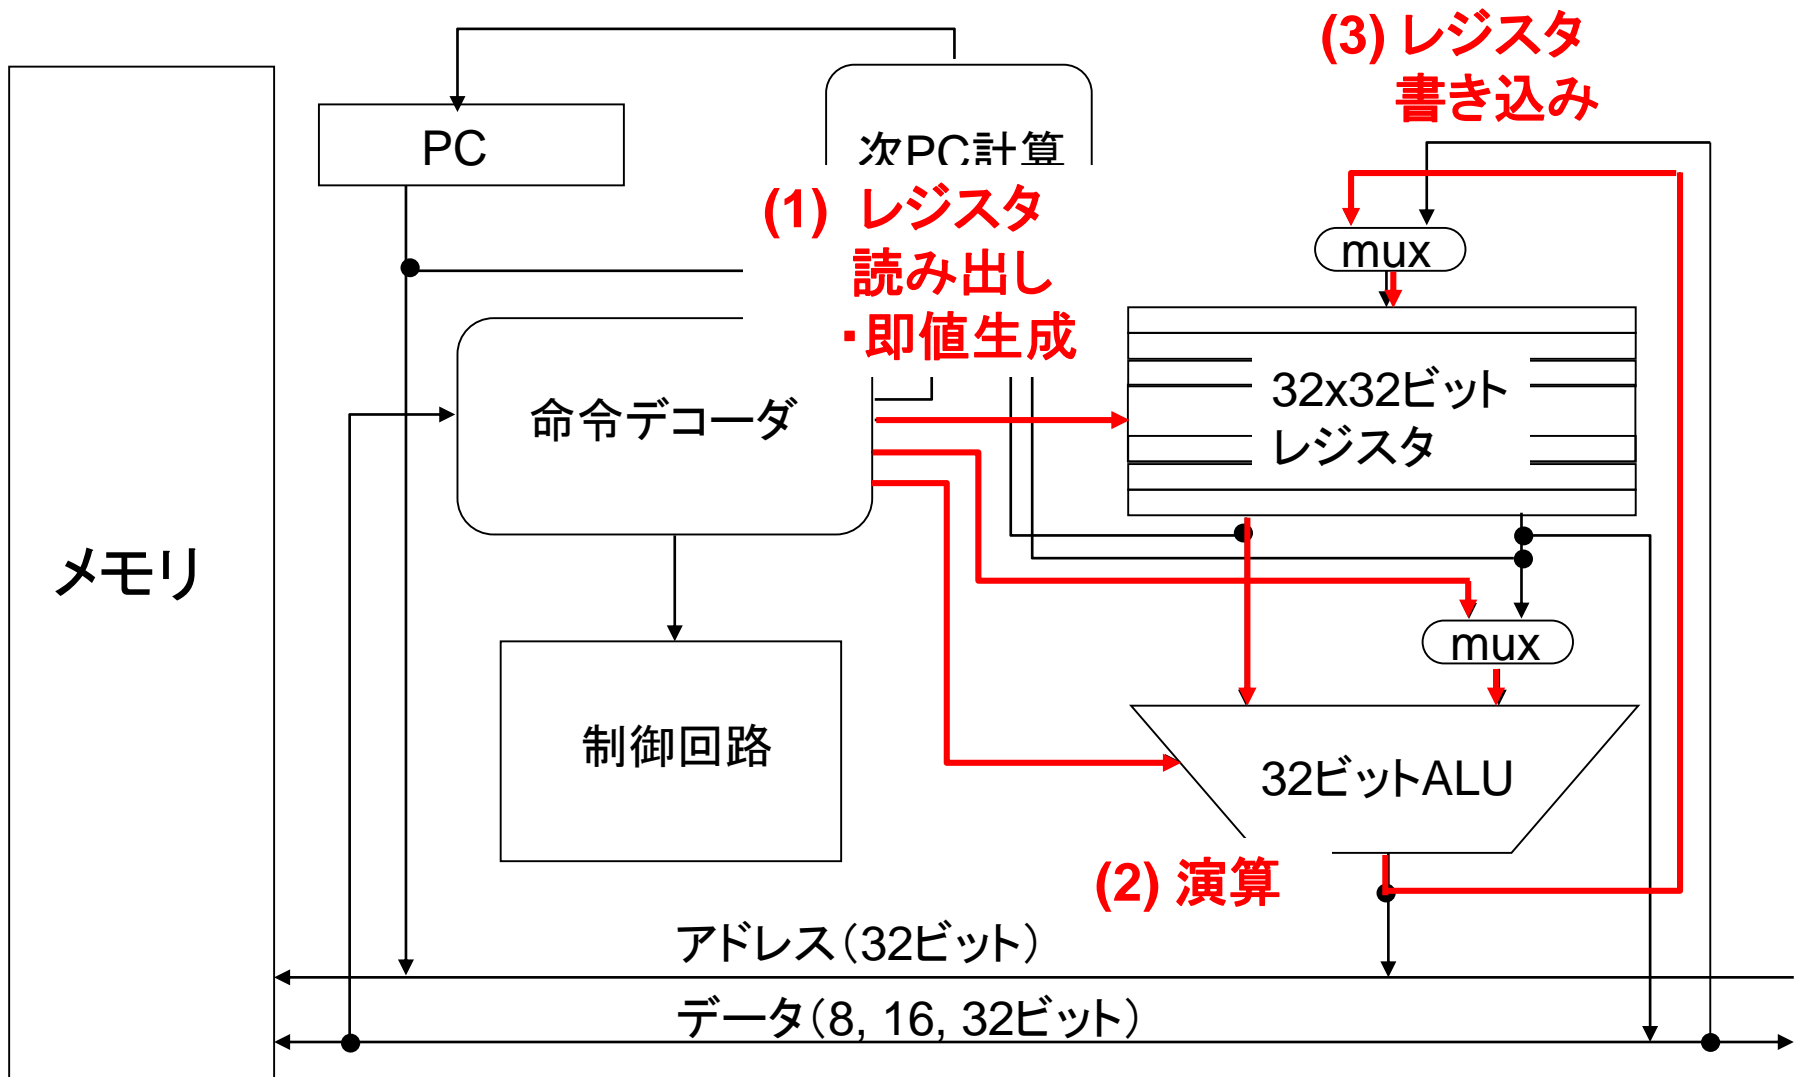 (3) レジスタ
書き込み
PC
次PC計算
(1) レジスタ
読み出し
・即値生成
mux
命令デコーダ
32x32ビット
レジスタ
メモリ
mux
制御回路
32ビットALU
(2) 演算
アドレス(32ビット)
データ(8, 16, 32ビット)